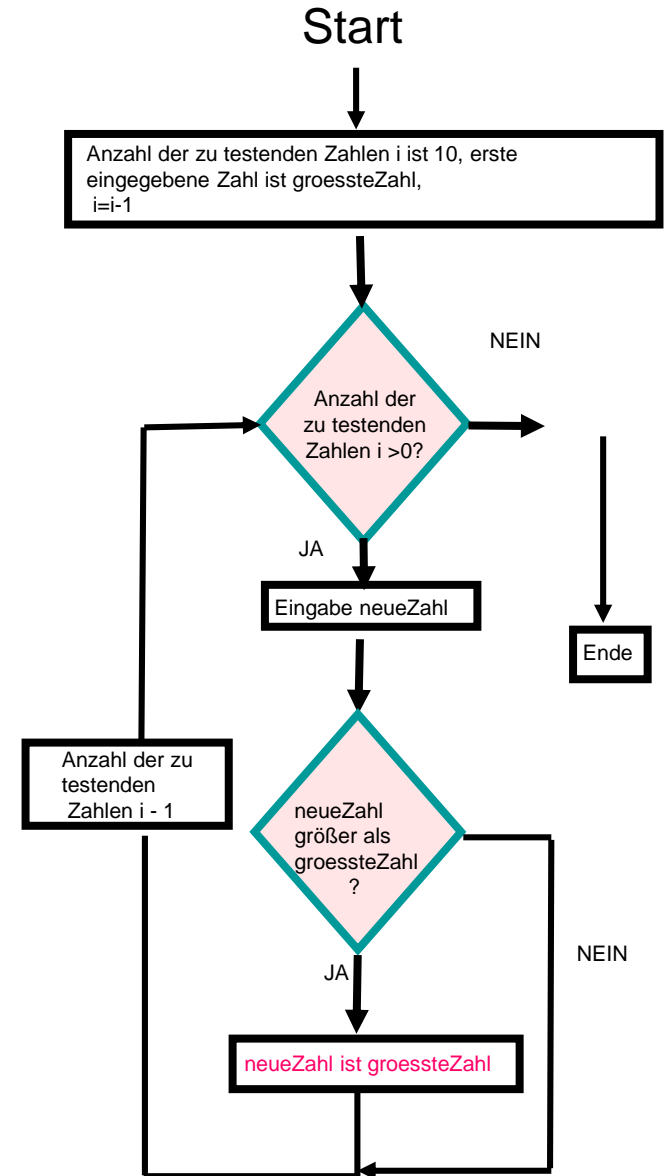 Start
Anzahl der zu testenden Zahlen i ist 10, erste
eingegebene Zahl ist groessteZahl,
i=i-1
NEIN
Anzahl der
zu testenden
Zahlen i >0?
JA
Eingabe neueZahl
Ende
Anzahl der zu
testenden
Zahlen i - 1
neueZahl
größer als
groessteZahl
?
NEIN
JA
neueZahl ist groessteZahl